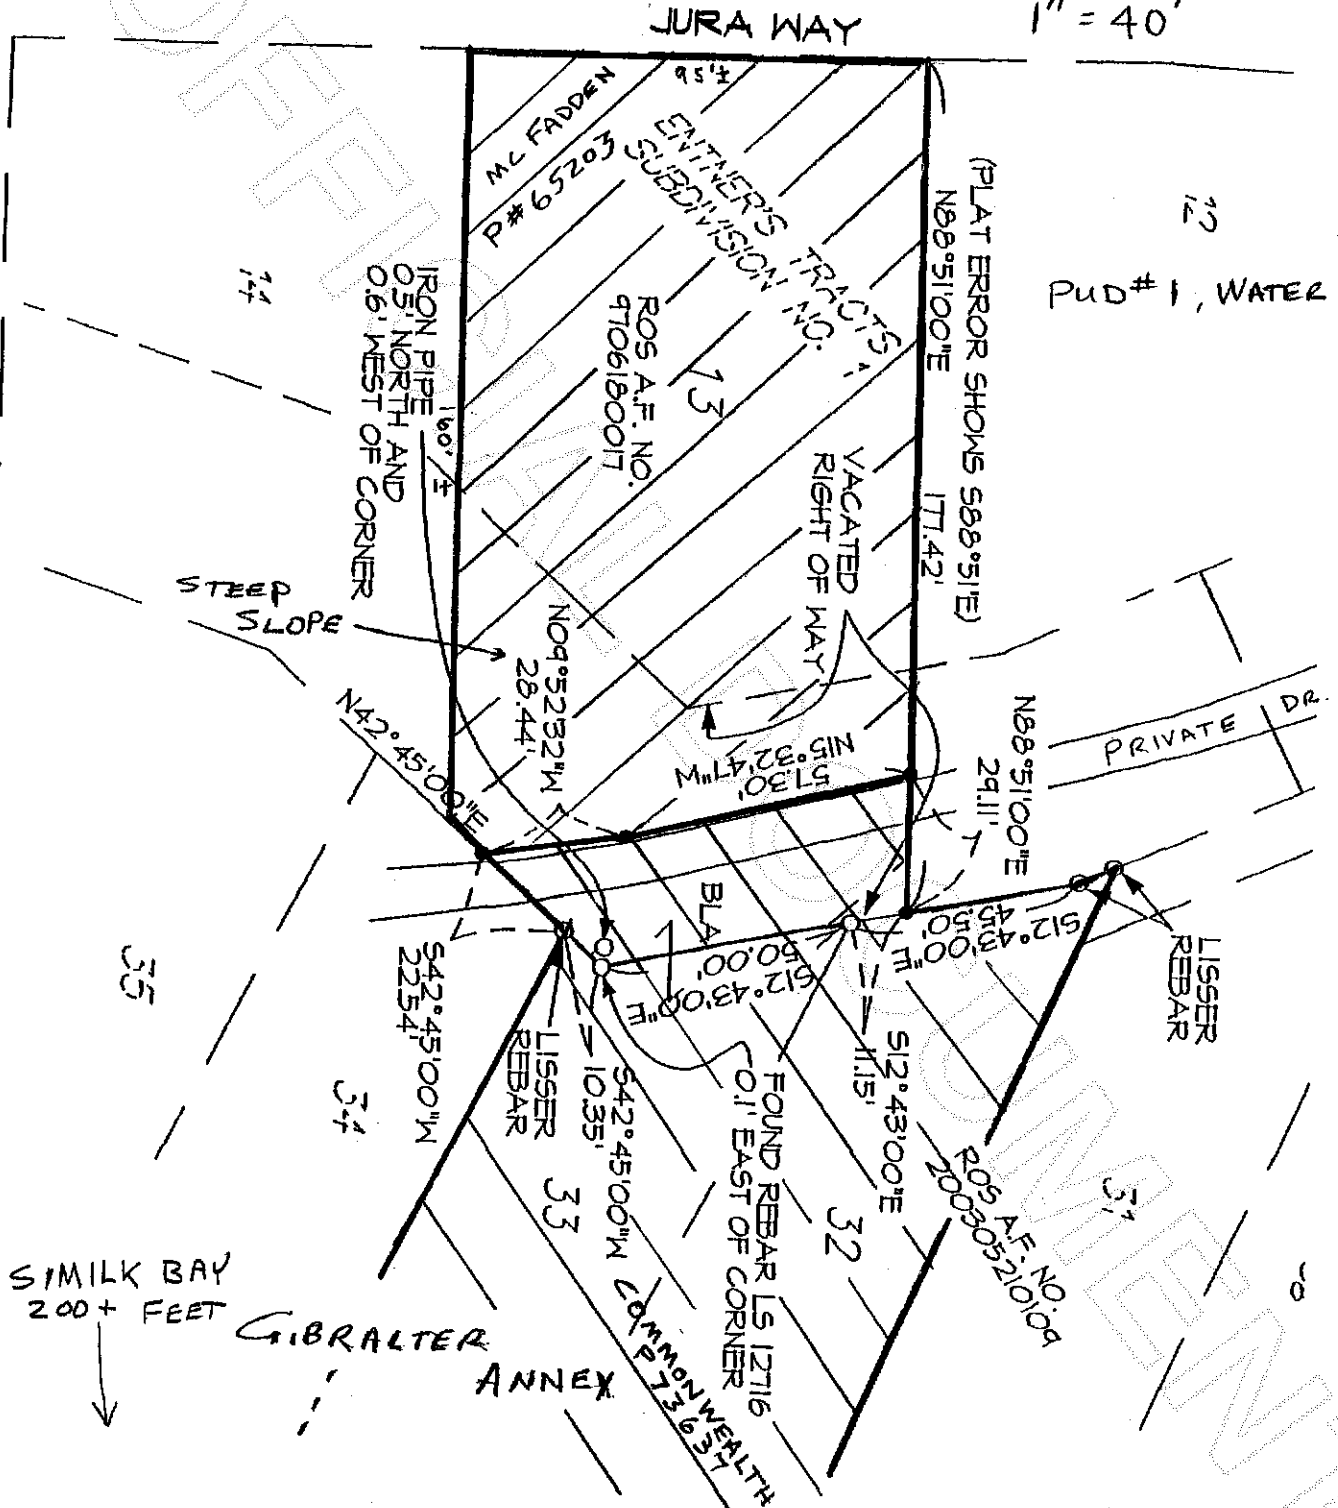 JURA WAY
1" = 40'
95'±
MC FADDEN
P# 65203
ENTNER'S TRACTS
SUBDIVISION NO. 1
(PLAT ERROR SHOWS S88°51'E)
N88°51'00"E
177.42'
12
PUD#1, WATER
14
13
ROS A.F. NO.
9706180017
IRON PIPE
0.5' NORTH AND
0.6' WEST OF CORNER
160'±
VACATED
RIGHT OF WAY
STEEP
SLOPE
N09°52'32"W
28.44'
N42°45'00"E
57.30'
N15°32'47"W
N88°51'00"E
29.11'
PRIVATE DR.
BLA
S12°43'00"E
50.00'
S12°43'00"E
45.50'
LISSER
REBAR
S12°43'00"E
11.15'
35
34
S42°45'00"W
22.54'
LISSER
REBAR
S42°45'00"W
10.35'
33
FOUND REBAR LS 12716
0.1' EAST OF CORNER
32
ROS A.F. NO.
200305210109
31
SIMILK BAY
200+ FEET
GIBRALTER
ANNEX
COMMONWEALTH
P73637
OFFICIAL DOCUMENT